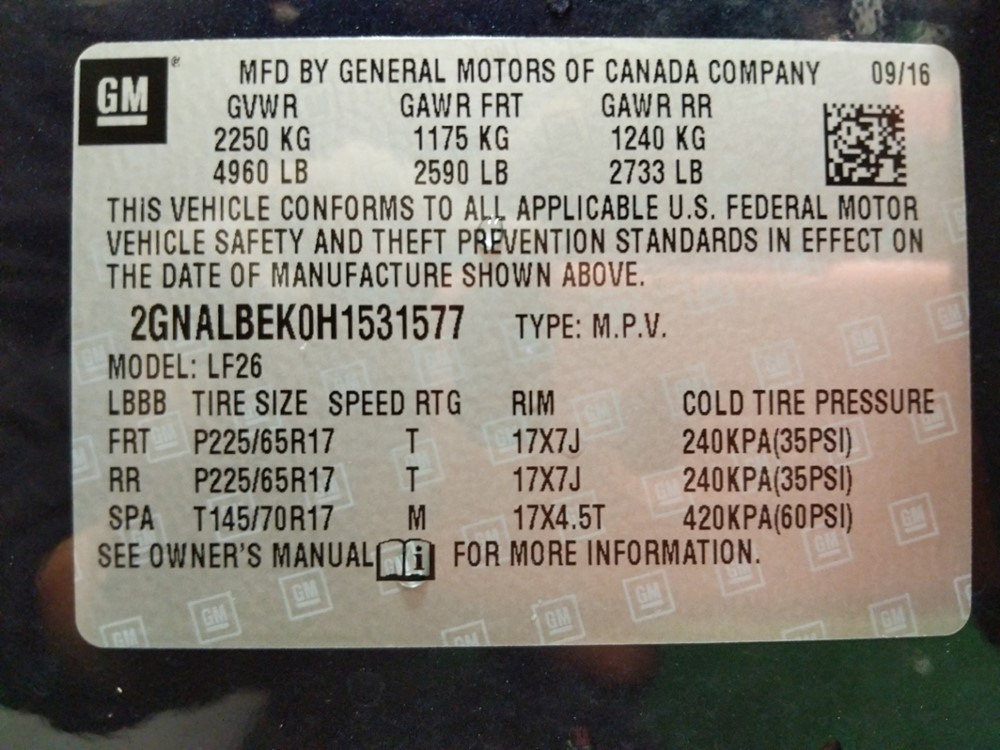 GM®
MFD BY GENERAL MOTORS OF CANADA COMPANY 09/16
GVWR GAWR FRT GAWR RR
2250 KG 1175 KG 1240 KG
4960 LB 2590 LB 2733 LB
THiS VEHICLE CONFORMS TO ALL APPLICABLE U.S. FEDERAL MOTOR
VEHICLE SAFETY AND THEFT PREVENTION STANDARDS IN EFFECT ON
THE DATE OF MANUFACTURE SHOWN ABOVE.
2GNALBEK0H1531577 TYPE: M.P.V.
MODEL: LF26
LBBB TIRE SIZE SPEED RTG RIM COLD TIRE PRESSURE
FRT P225/65R17 T 17X7J 240KPA(35PSI)
RR P225/65R17 T 17X7J 240KPA(35PSI)
SPA T145/70R17 M 17X4.5T 420KPA(60PSI)
SEE OWNER'S MANUAL i FOR MORE INFORMATION.